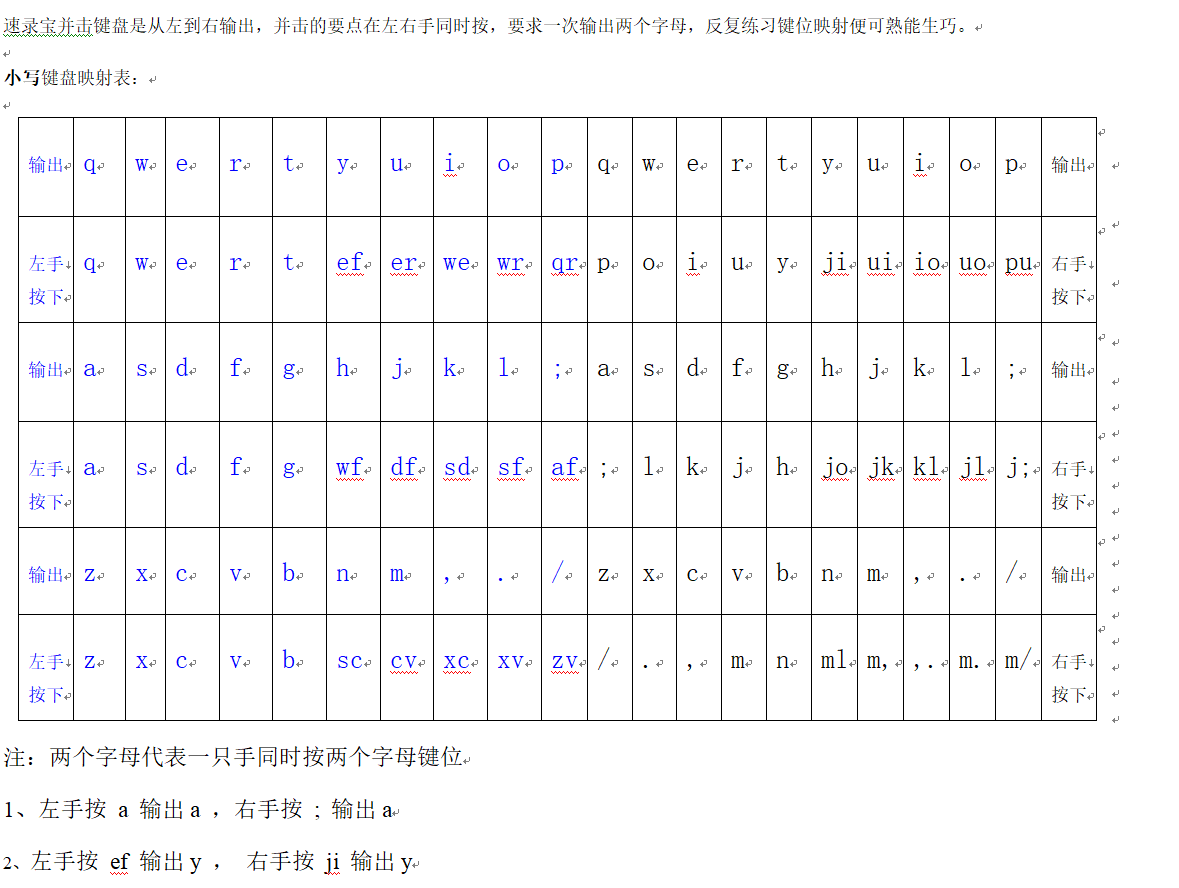 速录宝并击键盘是从左到右输出，并击的要点在左右手同时按，要求一次输出两个字母，反复练习键位映射便可熟能生巧。
小写键盘映射表：
输出 q w e r t y u i o p q w e r t y u i o p 输出
左手按下 q w e r t ef er we wr qr p o i u y ji ui io uo pu 右手按下
输出 a s d f g h j k l ; a s d f g h j k l ; 输出
左手按下 a s d f g wf df sd sf af ; l k j h jo jk kl jl j; 右手按下
输出 z x c v b n m , . / z x c v b n m , . / 输出
左手按下 z x c v b sc cv xc xv zv / . , m n ml m, ,. m. m/ 右手按下
注：两个字母代表一只手同时按两个字母键位
1、左手按 a 输出 a ，右手按 ; 输出 a
2、左手按 ef 输出 y ， 右手按 ji 输出 y